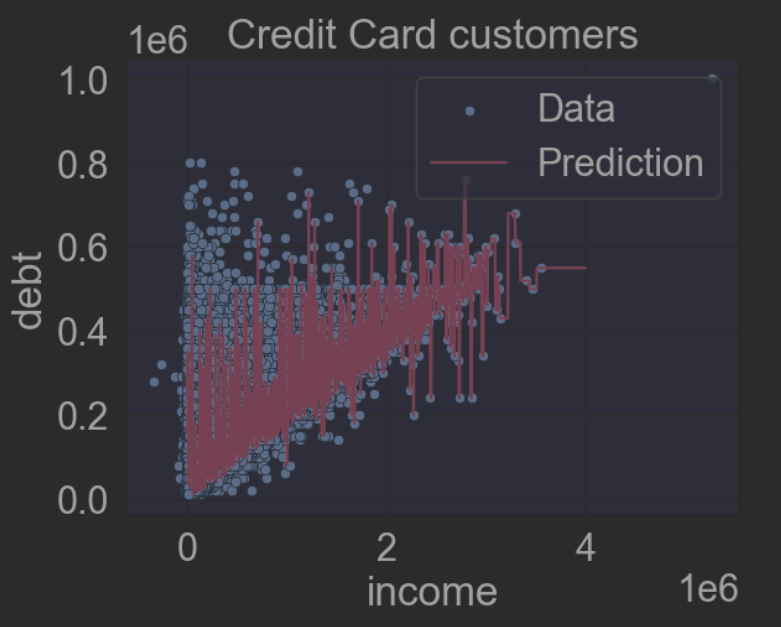 1e6
Credit Card customers
1.0
0.8
0.6
0.4
0.2
0.0
debt
Data
Prediction
0
2
4
income
1e6